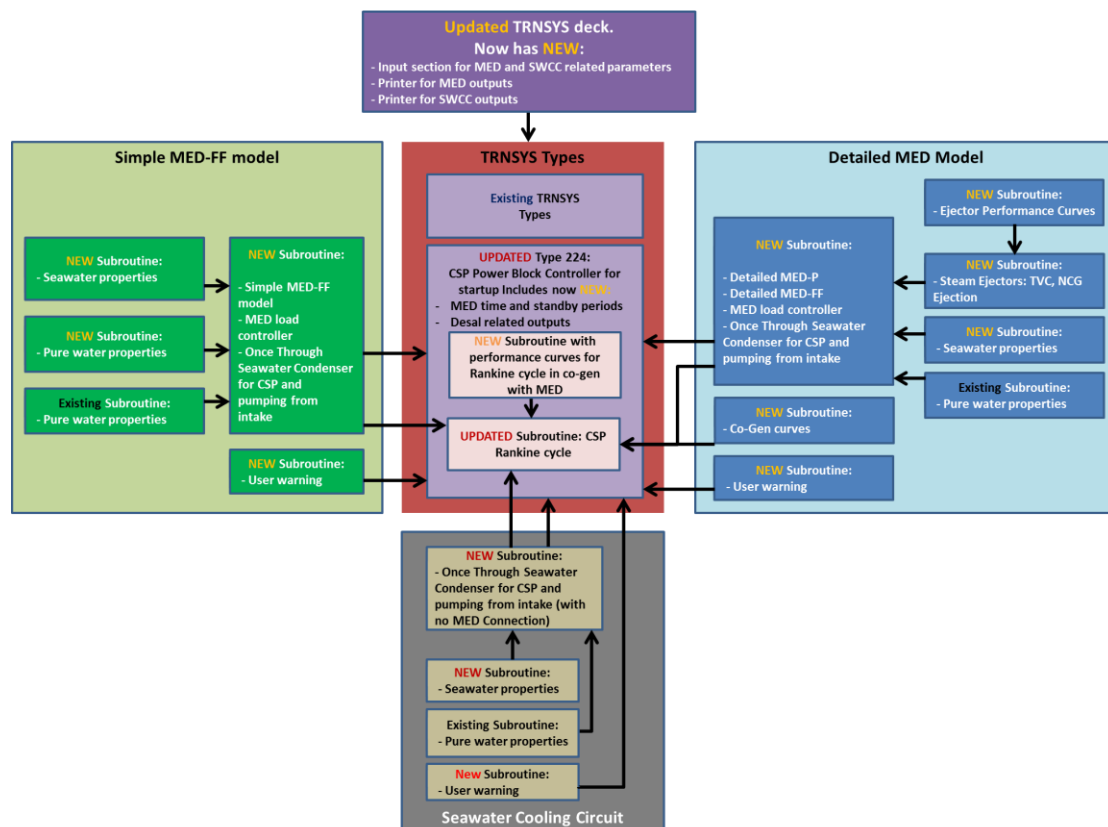 Updated TRNSYS deck.
Now has NEW:
- Input section for MED and SWCC related parameters
- Printer for MED outputs
- Printer for SWCC outputs
Simple MED-FF model
NEW Subroutine:
- Seawater properties
NEW Subroutine:
- Pure water properties
Existing Subroutine:
- Pure water properties
NEW Subroutine:
- Simple MED-FF
model
- MED load
controller
- Once Through
Seawater Condenser
for CSP and
pumping from
intake
NEW Subroutine:
- User warning
TRNSYS Types
Existing TRNSYS
Types
UPDATED Type 224:
CSP Power Block Controller for
startup Includes now NEW:
- MED time and standby periods
- Desal related outputs
NEW Subroutine with
performance curves for
Rankine cycle in co-gen
with MED
UPDATED Subroutine: CSP
Rankine cycle
Detailed MED Model
NEW Subroutine:
- Ejector Performance Curves
NEW Subroutine:
- Steam Ejectors: TVC, NCG
Ejection
NEW Subroutine:
- Seawater properties
Existing Subroutine:
- Pure water properties
NEW Subroutine:
- Detailed MED-P
- Detailed MED-FF
- MED load controller
- Once Through Seawater
Condenser for CSP and
pumping from intake
NEW Subroutine:
- Co-Gen curves
NEW Subroutine:
- User warning
NEW Subroutine:
- Once Through Seawater
Condenser for CSP and
pumping from intake (with
no MED Connection)
NEW Subroutine:
- Seawater properties
Existing Subroutine:
- Pure water properties
New Subroutine:
- User warning
Seawater Cooling Circuit